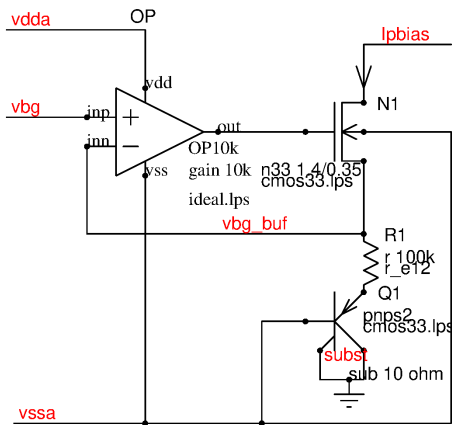 OP
vdda
lpbias
vdd
N1
vbg
inp
+
out
inn
−
OP10k
vss
gain 10k
n33 1.4/0.35
cmos33.lps
ideal.lps
vbg_buf
R1
r 100k
r_e12
Q1
pnps2
cmos33.lps
subst
sub 10 ohm
vssa